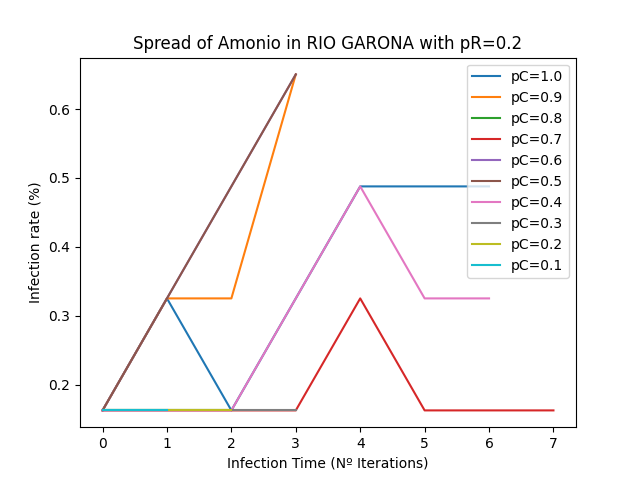 Spread of Amonio in RIO GARONA with pR=0.2
pC=1.0
pC=0.9
pC=0.8
pC=0.7
pC=0.6
pC=0.5
pC=0.4
pC=0.3
pC=0.2
pC=0.1
Infection rate (%)
0.6
0.5
0.4
0.3
0.2
0 1 2 3 4 5 6 7
Infection Time (Nº Iterations)